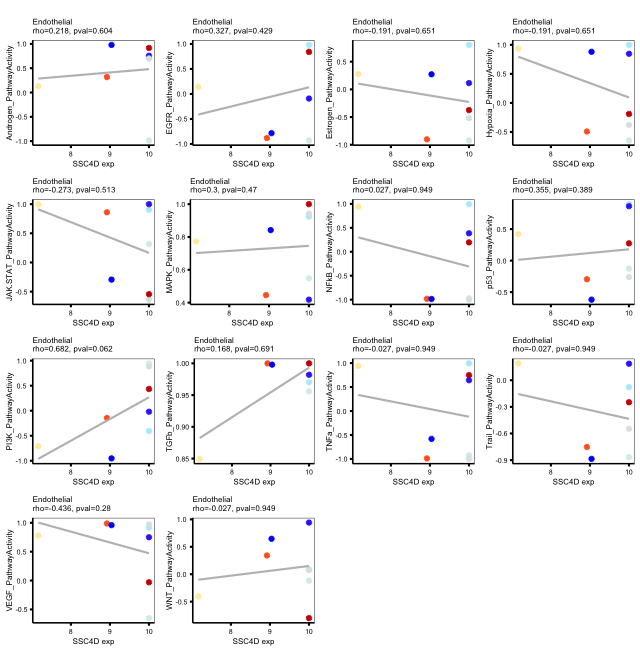 Endothelial
rho=0.218, pval=0.604
Androgen_PathwayActivity
1.0
0.5
0.0
-0.5
-1.0
8
9
10
SSC4D exp
Endothelial
rho=0.327, pval=0.429
EGFR_PathwayActivity
1.0
0.5
0.0
-0.5
-1.0
8
9
10
SSC4D exp
Endothelial
rho=-0.191, pval=0.651
Estrogen_PathwayActivity
1.0
0.5
0.0
-0.5
-1.0
8
9
10
SSC4D exp
Endothelial
rho=-0.191, pval=0.651
Hypoxia_PathwayActivity
1.0
0.5
0.0
-0.5
8
9
10
SSC4D exp
Endothelial
rho=-0.273, pval=0.513
JAK.STAT_PathwayActivity
1.0
0.5
0.0
-0.5
8
9
10
SSC4D exp
Endothelial
rho=0.3, pval=0.47
MAPK_PathwayActivity
1.0
0.8
0.6
0.4
8
9
10
SSC4D exp
Endothelial
rho=0.027, pval=0.949
NFkB_PathwayActivity
1.0
0.5
0.0
-0.5
-1.0
8
9
10
SSC4D exp
Endothelial
rho=0.355, pval=0.389
p53_PathwayActivity
0.5
0.0
-0.5
8
9
10
SSC4D exp
Endothelial
rho=0.682, pval=0.062
PI3K_PathwayActivity
1.0
0.5
0.0
-0.5
-1.0
8
9
10
SSC4D exp
Endothelial
rho=0.168, pval=0.691
TGFb_PathwayActivity
1.00
0.95
0.90
0.85
8
9
10
SSC4D exp
Endothelial
rho=-0.027, pval=0.949
TNFa_PathwayActivity
1.0
0.5
0.0
-0.5
-1.0
8
9
10
SSC4D exp
Endothelial
rho=-0.027, pval=0.949
Trail_PathwayActivity
0.0
-0.3
-0.6
-0.9
8
9
10
SSC4D exp
Endothelial
rho=-0.436, pval=0.28
VEGF_PathwayActivity
1.0
0.5
0.0
-0.5
8
9
10
SSC4D exp
Endothelial
rho=-0.027, pval=0.949
WNT_PathwayActivity
1.0
0.5
0.0
-0.5
8
9
10
SSC4D exp